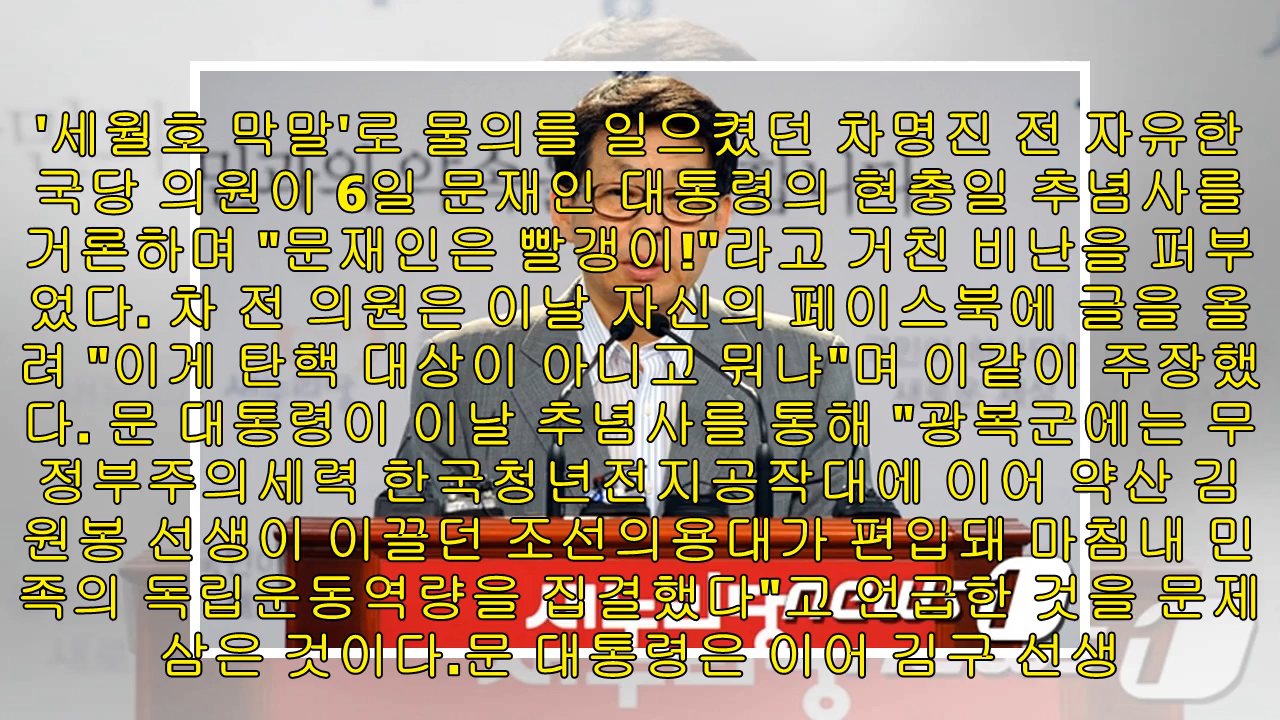 '세월호 막말'로 물의를 일으켰던 차명진 전 자유한
국당 의원이 6일 문재인 대통령의 현충일 추념사를
거론하며 "문재인은 빨갱이!"라고 거친 비난을 퍼부
었다. 차 전 의원은 이날 자신의 페이스북에 글을 올
려 "이게 탄핵 대상이 아니고 뭐냐"며 이같이 주장했
다. 문 대통령이 이날 추념사를 통해 "광복군에는 무
정부주의세력 한국청년전지공작대에 이어 약산 김
원봉 선생이 이끌던 조선의용대가 편입돼 마침내 민
족의 독립운동역량을 집결했다"고 언급한 것을 문제
삼은 것이다.문 대통령은 이어 김구 선생
새누리당
news1